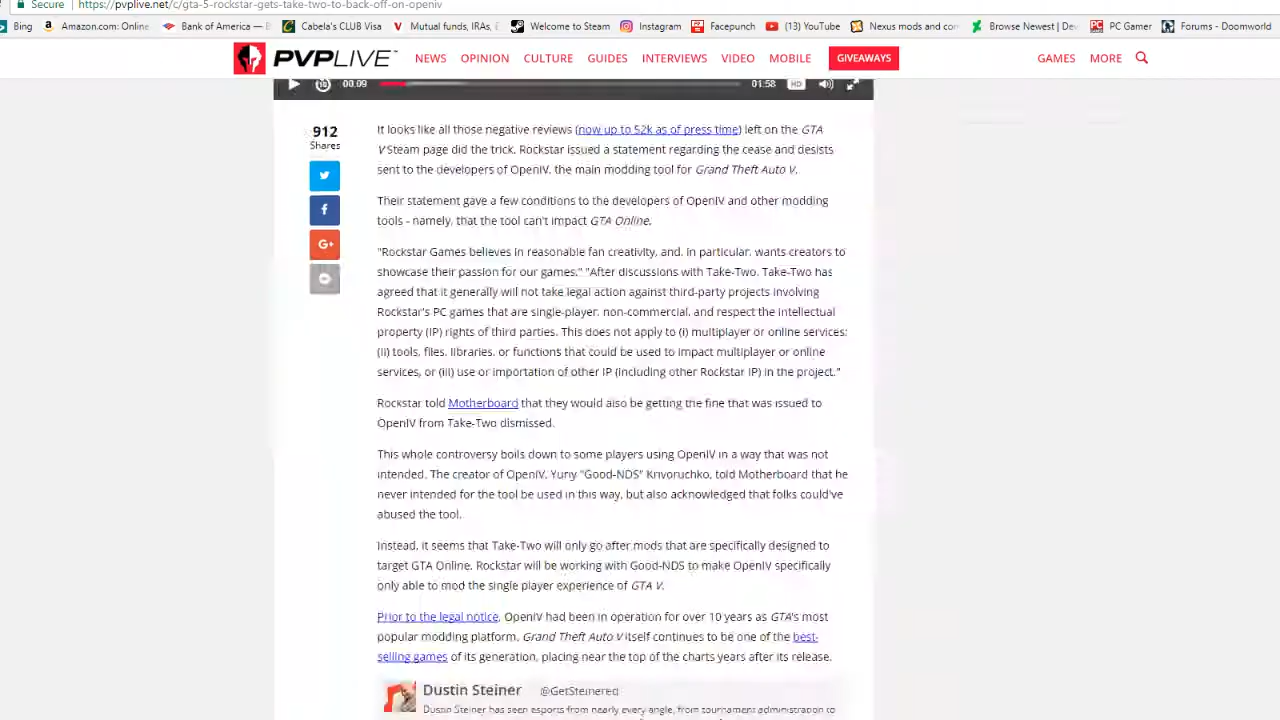 Secure https://pvplive.net/c/gta-5-rockstar-gets-take-two-to-back-off-on-openiv
Bing Amazon.com: Online Bank of America — B Cabela's CLUB Visa Mutual funds, IRAs, E Welcome to Steam Instagram Facepunch (13) YouTube Nexus mods and com Browse Newest | Dev PC Gamer Forums - Doomworld
PVPLIVE NEWS OPINION CULTURE GUIDES INTERVIEWS VIDEO MOBILE GIVEAWAYS GAMES MORE
00:09 01:58 HD
912
Shares
It looks like all those negative reviews (now up to 52k as of press time) left on the GTA
V Steam page did the trick. Rockstar issued a statement regarding the cease and desists
sent to the developers of OpenIV, the main modding tool for Grand Theft Auto V.
Their statement gave a few conditions to the developers of OpenIV and other modding
tools - namely, that the tool can't impact GTA Online.
"Rockstar Games believes in reasonable fan creativity, and, in particular, wants creators to
showcase their passion for our games." "After discussions with Take-Two, Take-Two has
agreed that it generally will not take legal action against third-party projects involving
Rockstar's PC games that are single-player, non-commercial, and respect the intellectual
property (IP) rights of third parties. This does not apply to (i) multiplayer or online services;
(ii) tools, files, libraries, or functions that could be used to impact multiplayer or online
services, or (iii) use or importation of other IP (including other Rockstar IP) in the project."
Rockstar told Motherboard that they would also be getting the fine that was issued to
OpenIV from Take-Two dismissed.
This whole controversy boils down to some players using OpenIV in a way that was not
intended. The creator of OpenIV, Yuriy "Good-NDS" Krivoruchko, told Motherboard that he
never intended for the tool be used in this way, but also acknowledged that folks could've
abused the tool.
Instead, it seems that Take-Two will only go after mods that are specifically designed to
target GTA Online. Rockstar will be working with Good-NDS to make OpenIV specifically
only able to mod the single player experience of GTA V.
Prior to the legal notice, OpenIV had been in operation for over 10 years as GTA's most
popular modding platform. Grand Theft Auto V itself continues to be one of the best-
selling games of its generation, placing near the top of the charts years after its release.
Dustin Steiner @GetSteinered
Dustin Steiner has seen esports from nearly every angle, from tournament administration to